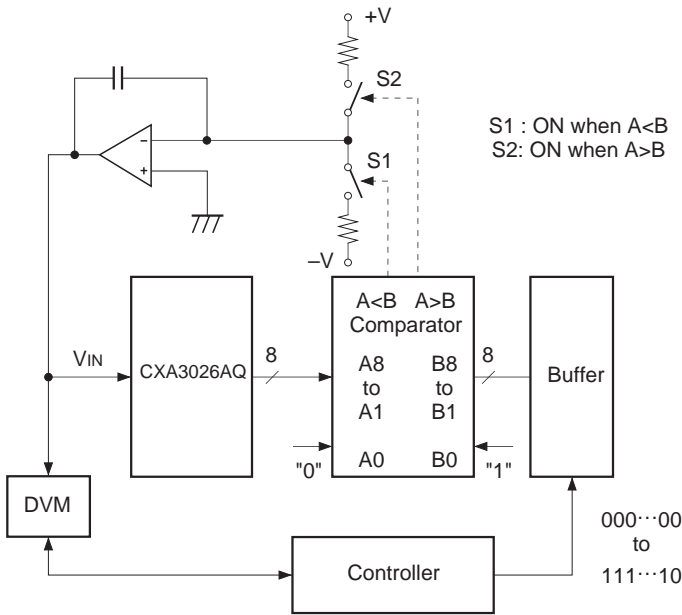 +V
S2
S1 : ON when A<B
S2: ON when A>B
−
+
S1
–V
A<B A>B
Comparator
VIN
CXA3026AQ
8
A8 B8
to to
A1 B1
8
Buffer
"0"
A0 B0
"1"
DVM
Controller
000···00
to
111···10